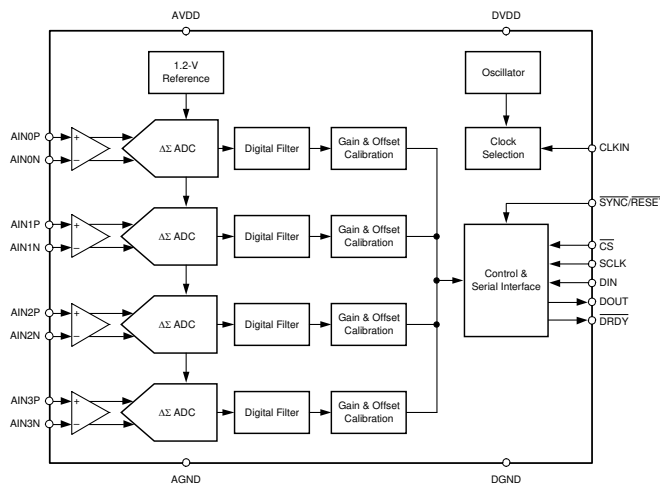 AVDD
DVDD
1.2-V
Reference
Oscillator
AIN0P
AIN0N
+
−
ΔΣ ADC
Digital Filter
Gain & Offset
Calibration
Clock
Selection
CLKIN
SYNC/RESE
AIN1P
AIN1N
+
−
ΔΣ ADC
Digital Filter
Gain & Offset
Calibration
Control &
Serial Interface
CS
SCLK
DIN
DOUT
DRDY
AIN2P
AIN2N
+
−
ΔΣ ADC
Digital Filter
Gain & Offset
Calibration
AIN3P
AIN3N
+
−
ΔΣ ADC
Digital Filter
Gain & Offset
Calibration
AGND
DGND